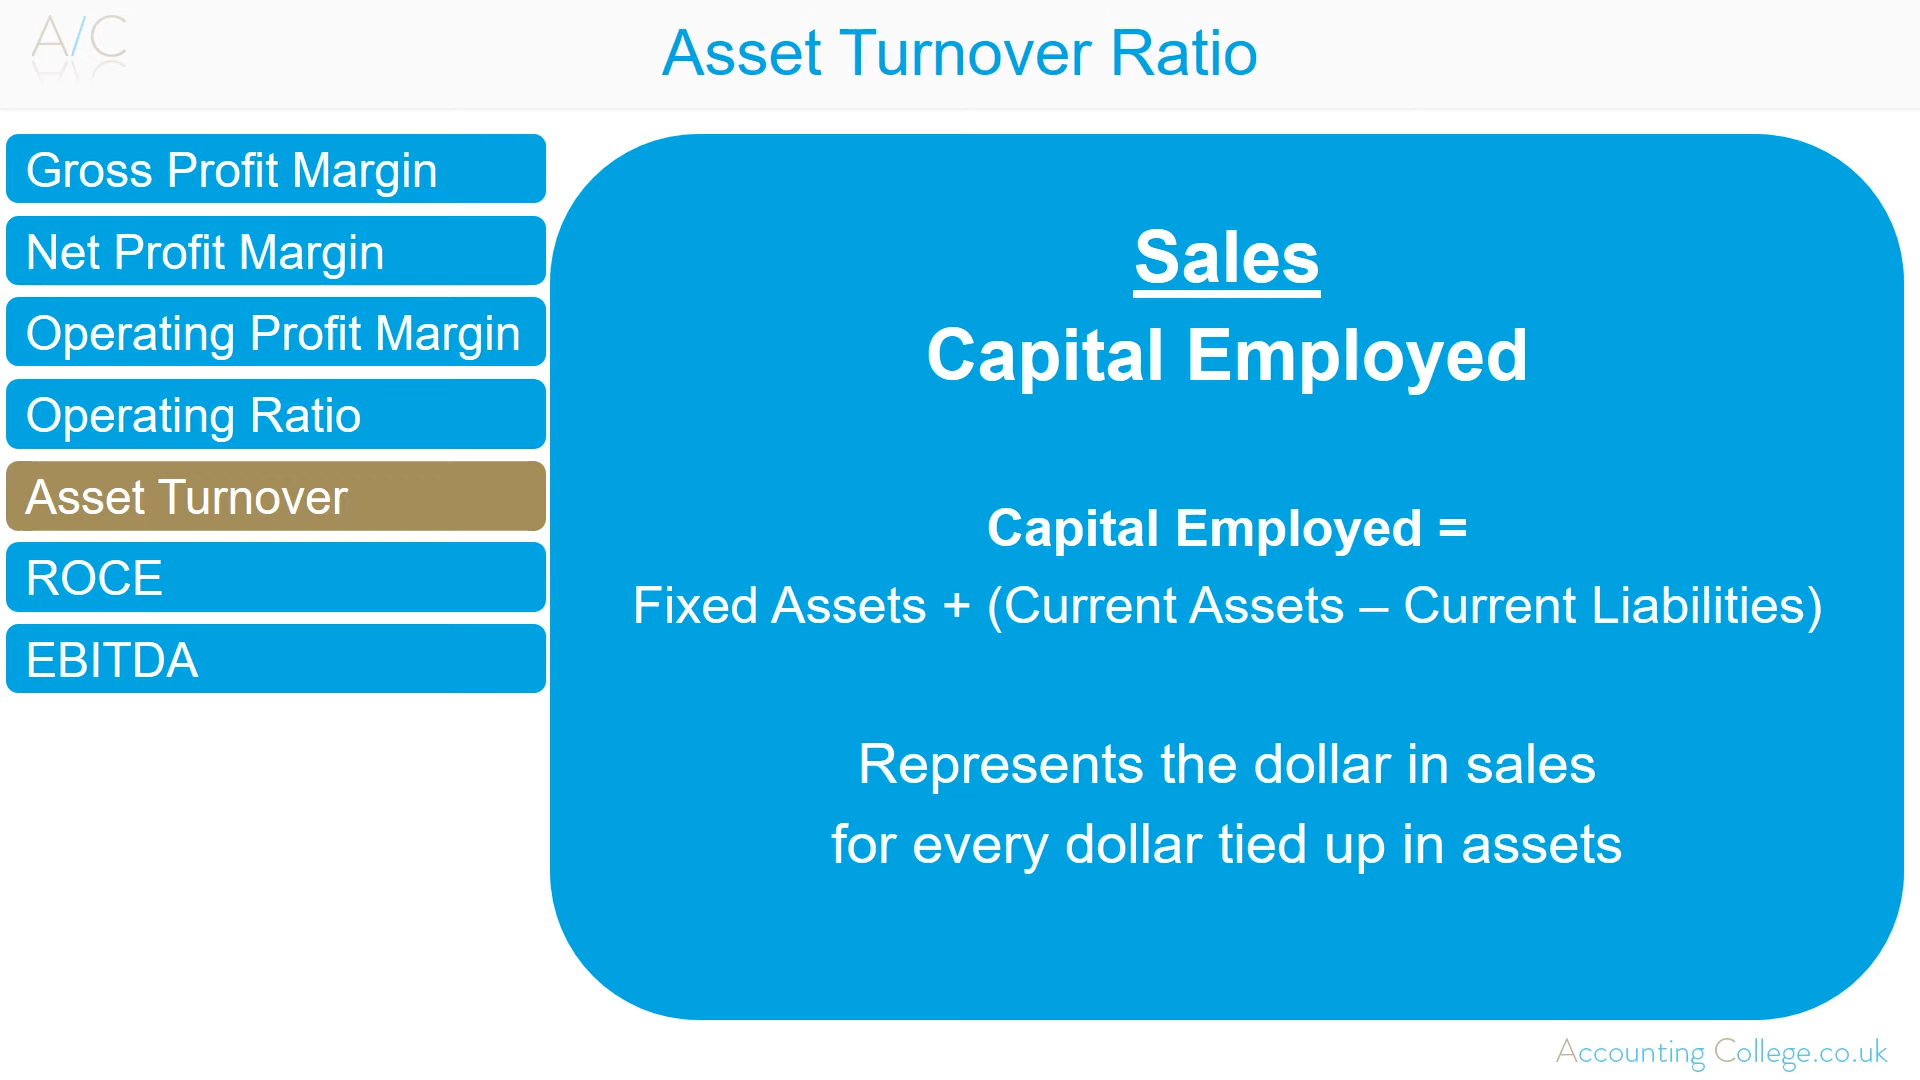 A/C
Asset Turnover Ratio
Gross Profit Margin
Net Profit Margin
Operating Profit Margin
Operating Ratio
Asset Turnover
ROCE
EBITDA
Sales
Capital Employed
Capital Employed =
Fixed Assets + (Current Assets – Current Liabilities)
Represents the dollar in sales
for every dollar tied up in assets
Accounting College.co.uk